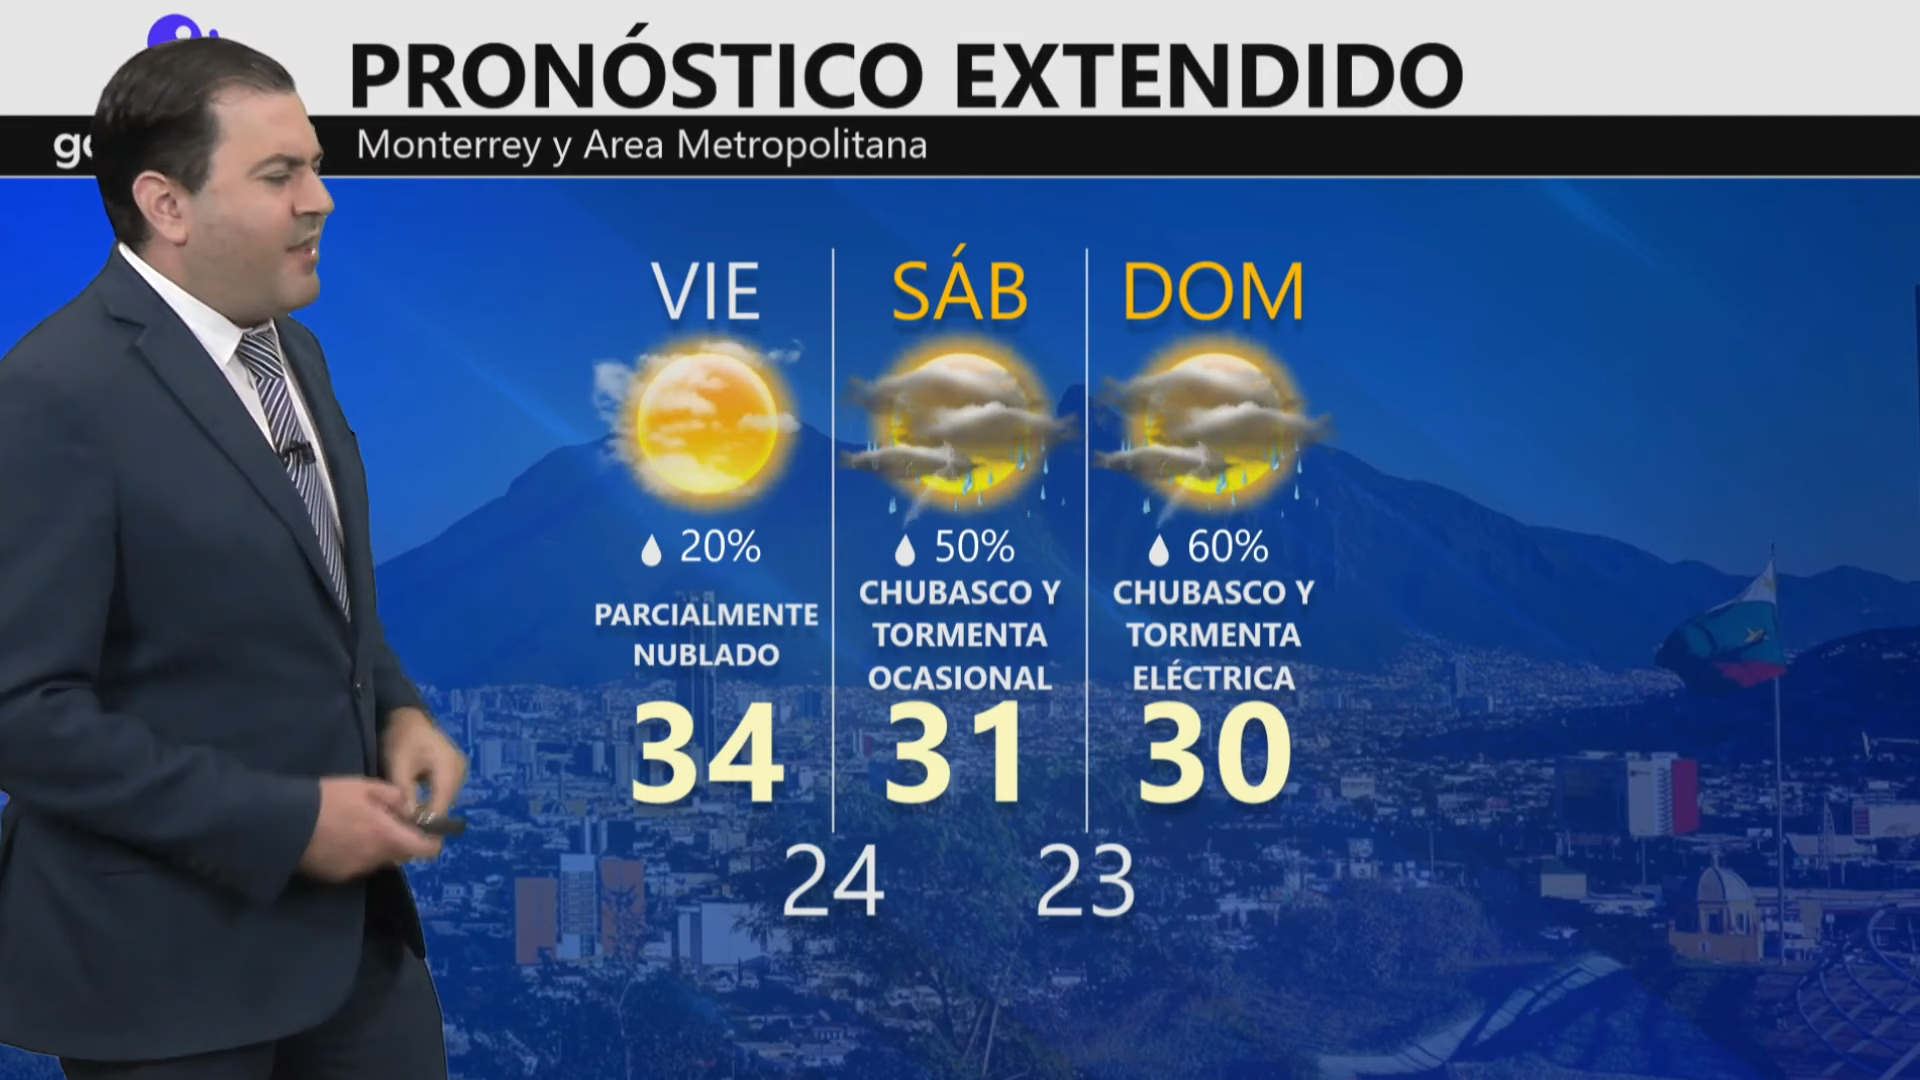 PRONÓSTICO EXTENDIDO
Monterrey y Area Metropolitana
VIE
SÁB
DOM
20%
50%
60%
PARCIALMENTE
NUBLADO
CHUBASCO Y
TORMENTA
OCASIONAL
CHUBASCO Y
TORMENTA
ELÉCTRICA
34
31
30
24
23